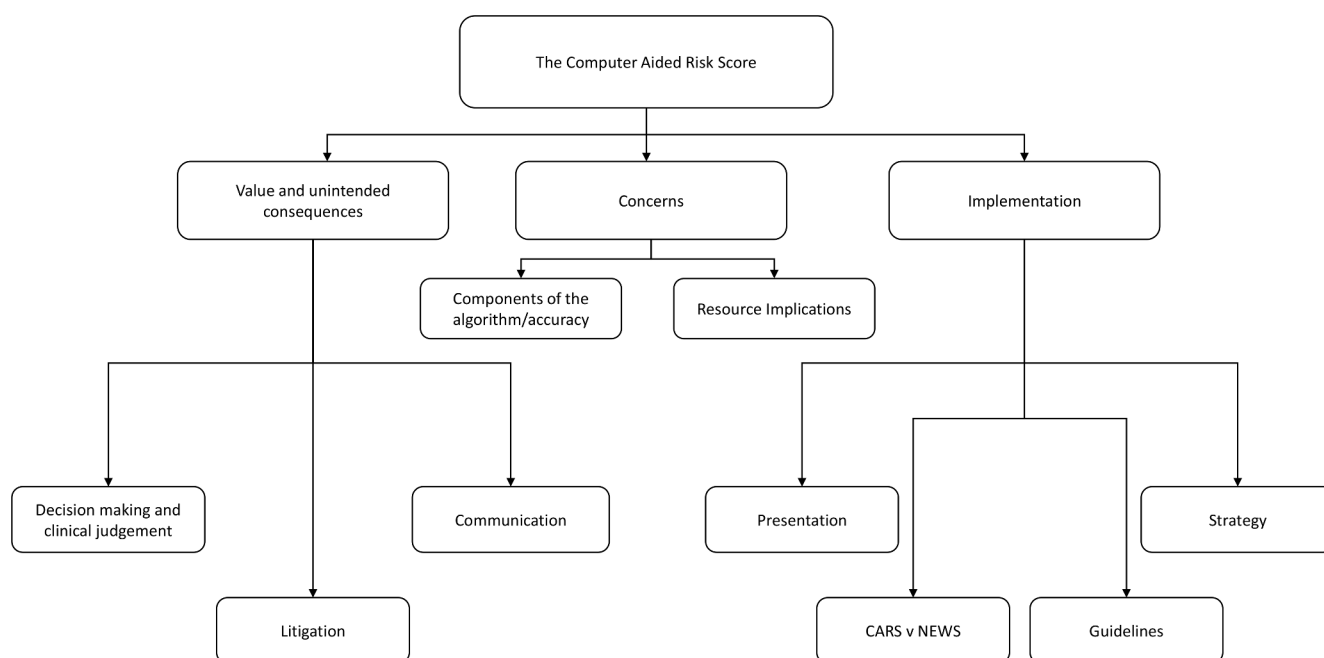 The Computer Aided Risk Score
Value and unintended
consequences
Concerns
Implementation
Components of the
algorithm/accuracy
Resource Implications
Decision making and
clinical judgement
Communication
Presentation
Strategy
Litigation
CARS v NEWS
Guidelines